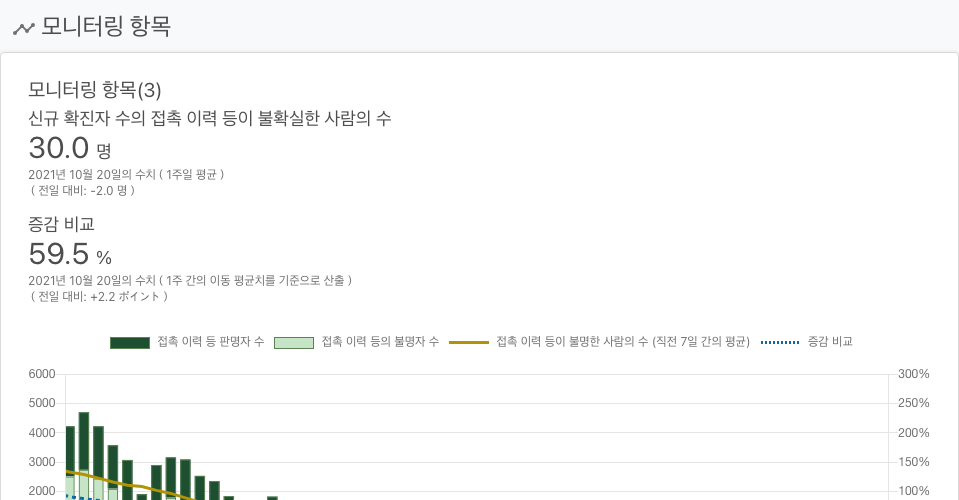 모니터링 항목
모니터링 항목(3)
신규 확진자 수의 접촉 이력 등이 불확실한 사람의 수
30.0 명
2021년 10월 20일의 수치 ( 1주일 평균 )
( 전일 대비: -2.0 명 )
증감 비교
59.5 %
2021년 10월 20일의 수치 ( 1주 간의 이동 평균치를 기준으로 산출 )
( 전일 대비: +2.2 ポイント )
접촉 이력 등 판명자 수 접촉 이력 등의 불명자 수 접촉 이력 등이 불명한 사람의 수 (직전 7일 간의 평균) 증감 비교
6000 300%
5000 250%
4000 200%
3000 150%
2000 100%